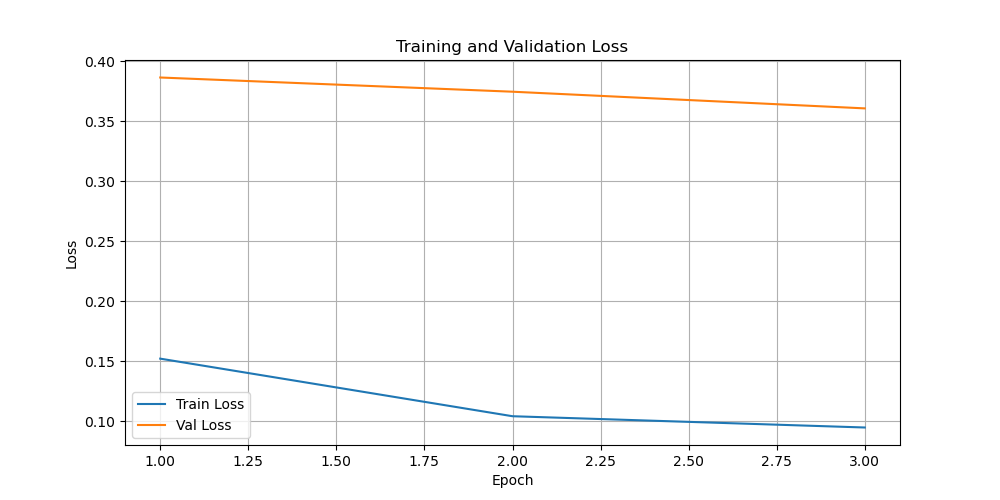 Training and Validation Loss
0.40
0.35
0.30
0.25
0.20
0.15
0.10
Loss
Train Loss
Val Loss
1.00 1.25 1.50 1.75 2.00 2.25 2.50 2.75 3.00
Epoch